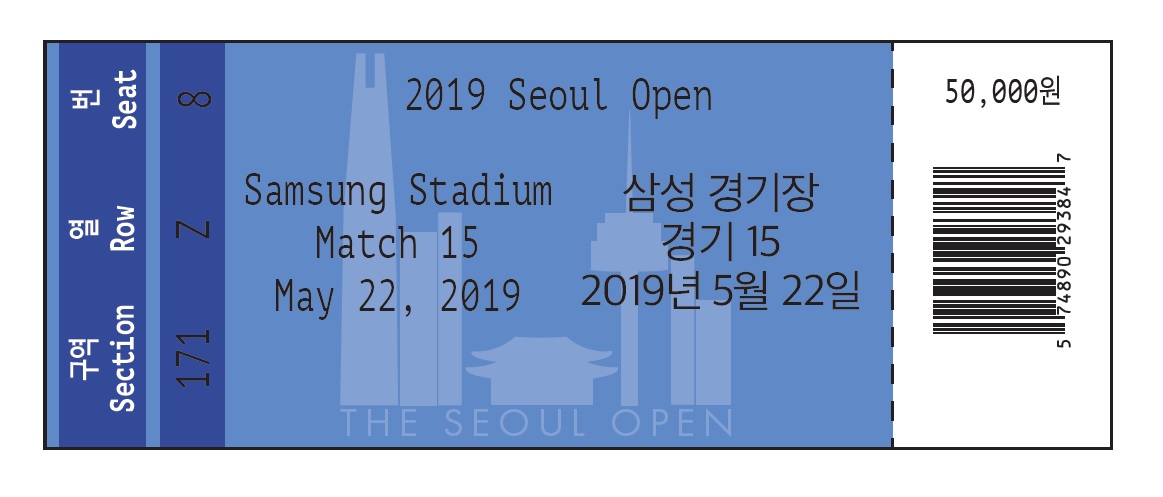 번 Seat 8
열 Row Z
구역 Section 171
2019 Seoul Open
Samsung Stadium
Match 15
May 22, 2019
삼성 경기장
경기 15
2019년 5월 22일
THE SEOUL OPEN
50,000원
5 74890 29384 7